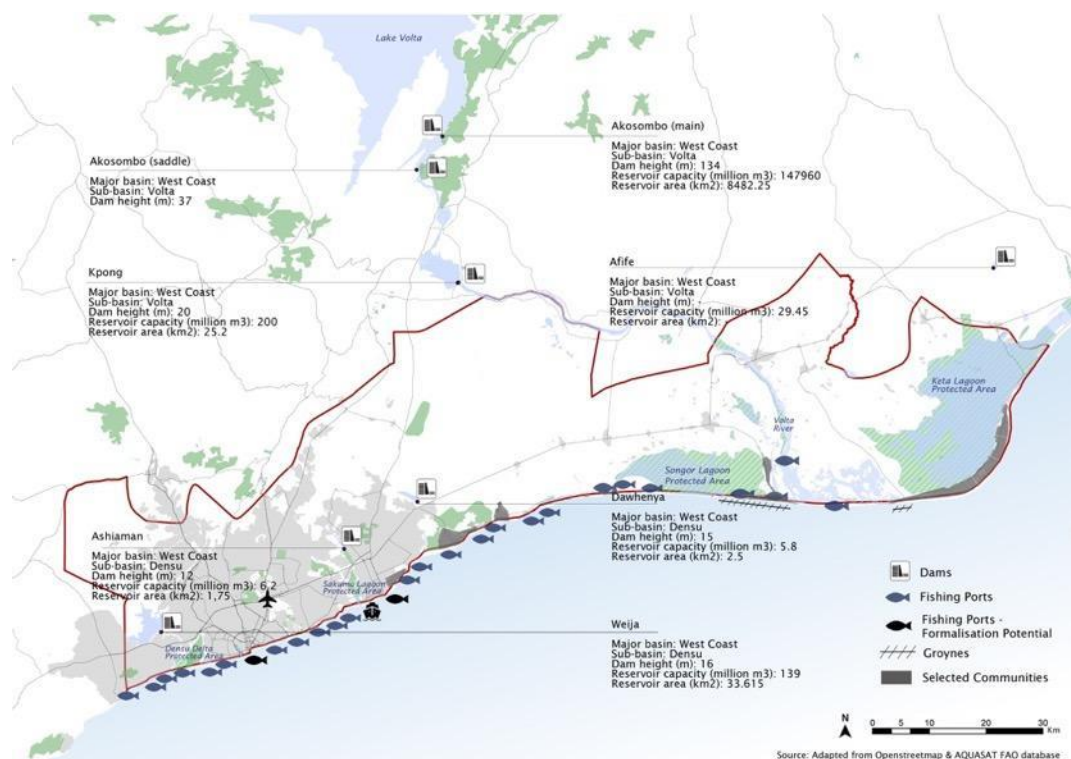 Lake Volta
Akosombo (main)
Major basin: West Coast
Sub-basin: Volta
Dam height (m): 134
Reservoir capacity (million m3): 147960
Reservoir area (km2): 8482.25
Akosombo (saddle)
Major basin: West Coast
Sub-basin: Volta
Dam height (m): 37
Kpong
Major basin: West Coast
Sub-basin: Volta
Dam height (m): 20
Reservoir capacity (million m3): 200
Reservoir area (km2): 25.2
Afife
Major basin: West Coast
Sub-basin: Volta
Dam height (m): -
Reservoir capacity (million m3): 29.45
Reservoir area (km2): -
Keta Lagoon
Protected Area
Volta
River
Songor Lagoon
Protected Area
Dawhenya
Major basin: West Coast
Sub-basin: Densu
Dam height (m): 15
Reservoir capacity (million m3): 5.8
Reservoir area (km2): 2.5
Ashiaman
Major basin: West Coast
Sub-basin: Densu
Dam height (m): 12
Reservoir capacity (million m3): 6.2
Reservoir area (km2): 1,75
Sakumu Lagoon
Protected Area
Densu Delta
Protected Area
Weija
Major basin: West Coast
Sub-basin: Densu
Dam height (m): 16
Reservoir capacity (million m3): 139
Reservoir area (km2): 33.615
Dams
Fishing Ports
Fishing Ports -
Formalisation Potential
Groynes
Selected Communities
N
0 5 10 20 30
Km
Source: Adapted from Openstreetmap & AQUASAT FAO database